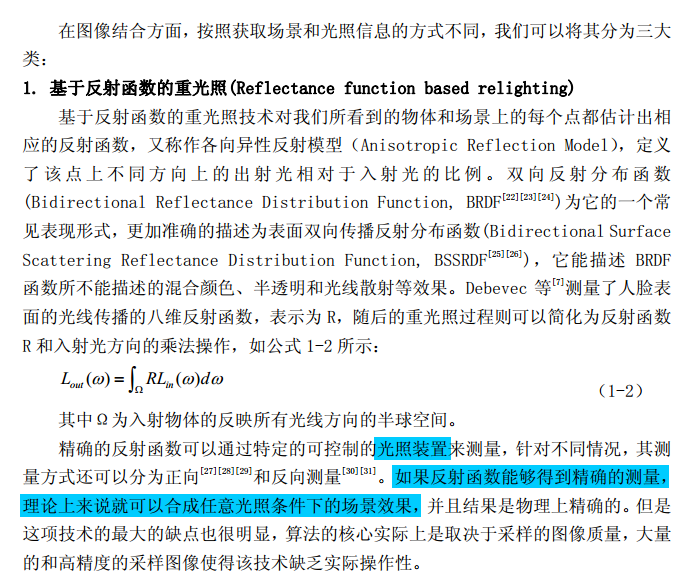 在图像结合方面，按照获取场景和光照信息的方式不同，我们可以将其分为三大
类：
1. 基于反射函数的重光照(Reflectance function based relighting)
基于反射函数的重光照技术对我们所看到的物体和场景上的每个点都估计出相
应的反射函数，又称作各向异性反射模型（Anisotropic Reflection Model），定义
了该点上不同方向上的出射光相对于入射光的比例。双向反射分布函数
(Bidirectional Reflectance Distribution Function, BRDF[22][23][24])为它的一个常
见表现形式，更加准确的描述为表面双向传播反射分布函数(Bidirectional Surface
Scattering Reflectance Distribution Function, BSSRDF[25][26])，它能描述 BRDF
函数所不能描述的混合颜色、半透明和光线散射等效果。Debevec 等[7]测量了人脸表
面的光线传播的八维反射函数，表示为 R，随后的重光照过程则可以简化为反射函数
R 和入射光方向的乘法操作，如公式 1-2 所示：
L_out(ω) = ∫_Ω RL_in(ω)dω （1-2）
其中 Ω 为入射物体的反映所有光线方向的半球空间。
精确的反射函数可以通过特定的可控制的光照装置来测量，针对不同情况，其测
量方式还可以分为正向[27][28][29]和反向测量[30][31]。如果反射函数能够得到精确的测量，
理论上来说就可以合成任意光照条件下的场景效果，并且结果是物理上精确的。但是
这项技术的最大的缺点也很明显，算法的核心实际上是取决于采样的图像质量，大量
的和高精度的采样图像使得该技术缺乏实际操作性。